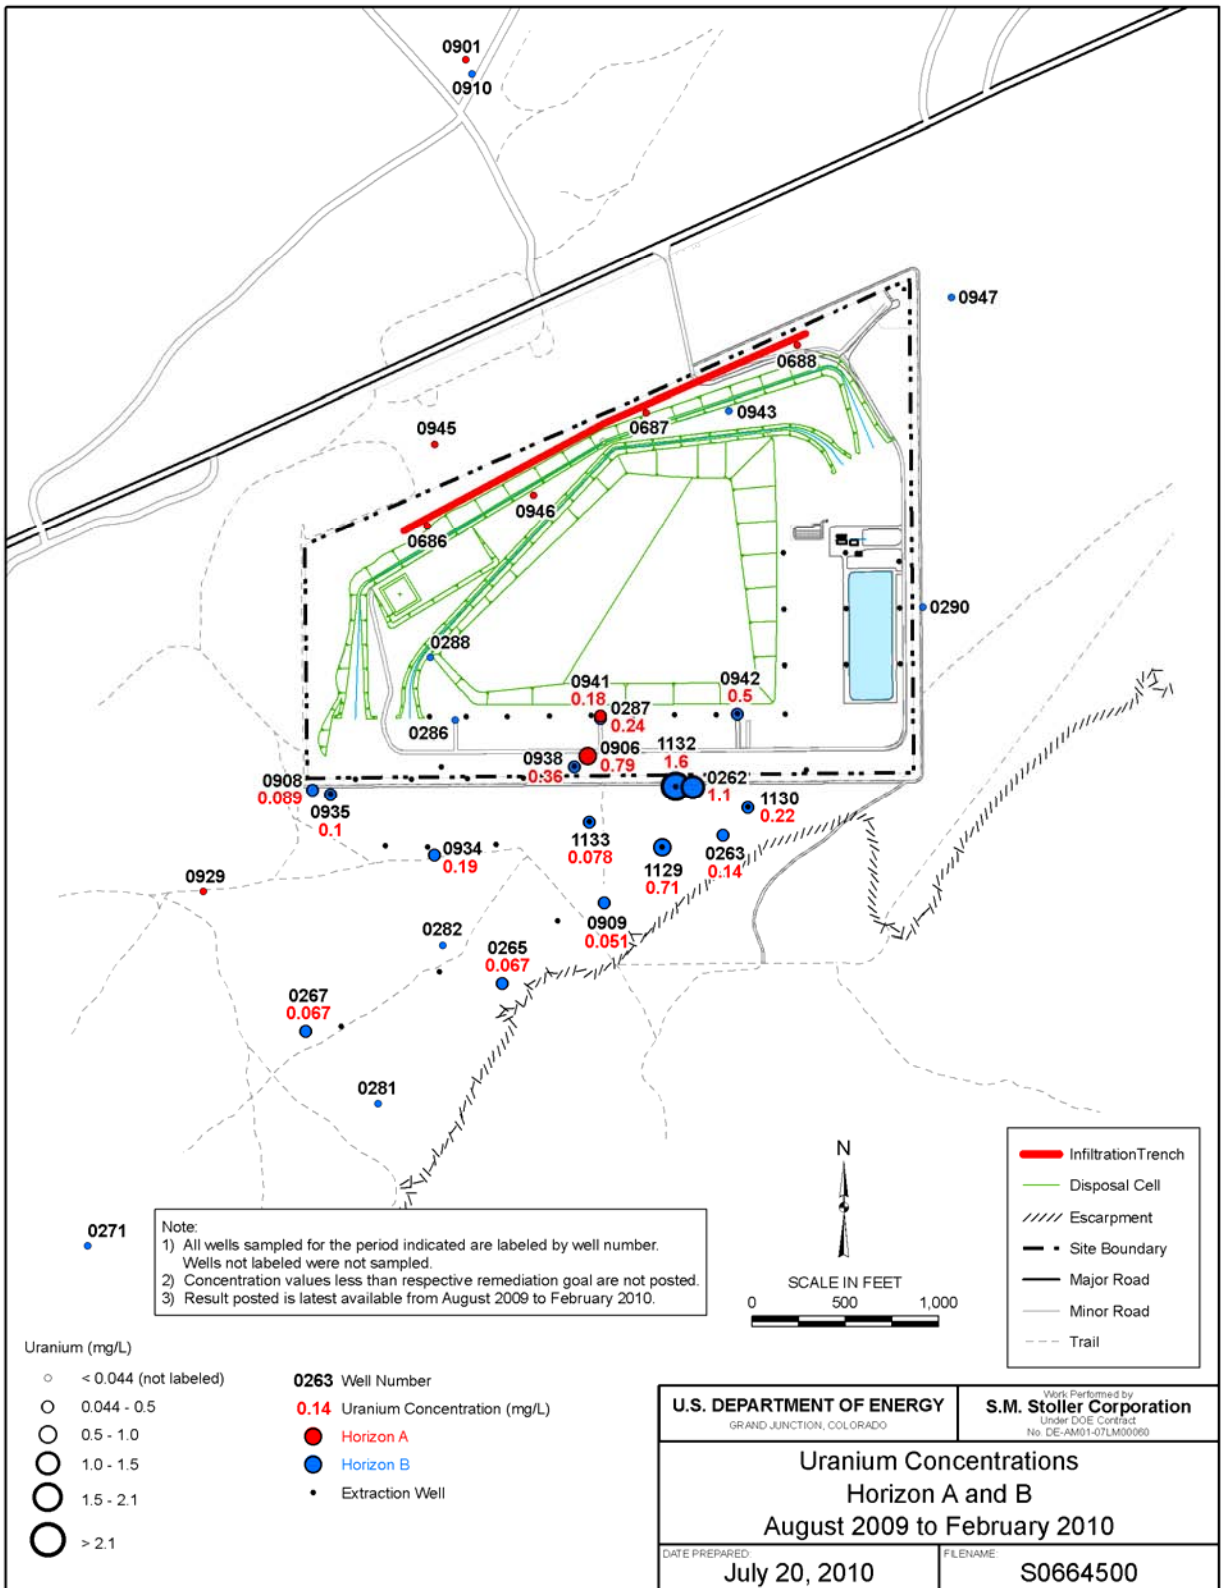 0901
0910
0947
0688
0943
0687
0945
0946
0686
0290
0288
0941
0.18
0942
0.5
0287
0.24
0286
0906
0.79
1132
1.6
0938
0.36
0262
1.1
0908
0.089
0935
0.1
1130
0.22
1133
0.078
0263
0.14
0934
0.19
1129
0.71
0929
0909
0.051
0282
0265
0.067
0267
0.067
0281
0271
N
SCALE IN FEET
0 500 1,000
InfiltrationTrench
Disposal Cell
Escarpment
Site Boundary
Major Road
Minor Road
Trail
Note:
1) All wells sampled for the period indicated are labeled by well number.
Wells not labeled were not sampled.
2) Concentration values less than respective remediation goal are not posted.
3) Result posted is latest available from August 2009 to February 2010.
Uranium (mg/L)
< 0.044 (not labeled)
0.044 - 0.5
0.5 - 1.0
1.0 - 1.5
1.5 - 2.1
> 2.1
0263 Well Number
0.14 Uranium Concentration (mg/L)
Horizon A
Horizon B
Extraction Well
U.S. DEPARTMENT OF ENERGY
GRAND JUNCTION, COLORADO
Work Performed by
S.M. Stoller Corporation
Under DOE Contract
No. DE-AM01-07LM00060
Uranium Concentrations
Horizon A and B
August 2009 to February 2010
DATE PREPARED:
July 20, 2010
FILENAME:
S0664500